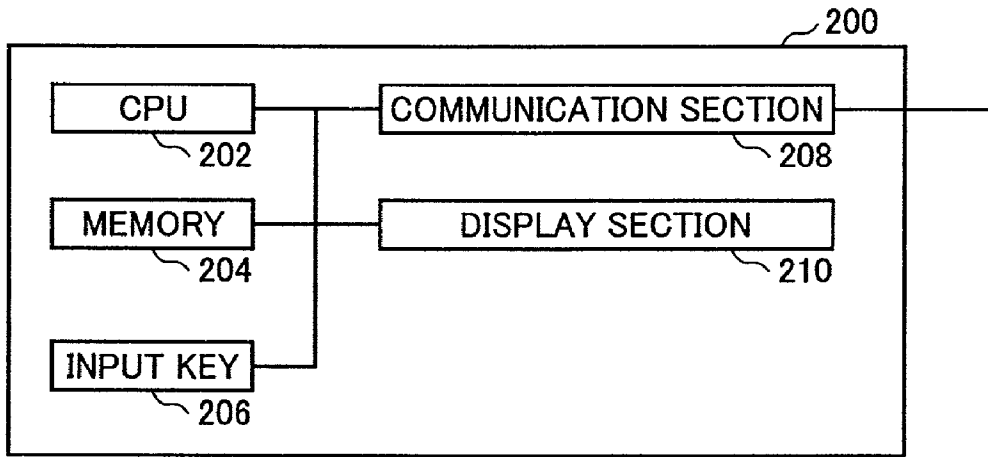 200
CPU
202
COMMUNICATION SECTION
208
MEMORY
204
DISPLAY SECTION
210
INPUT KEY
206